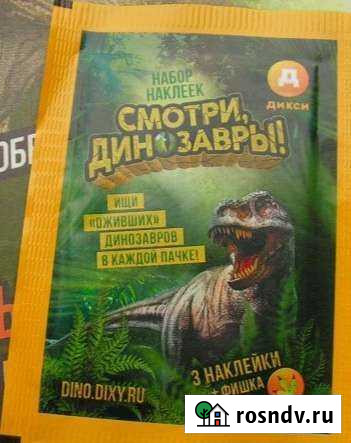 НАБОР
НАКЛЕЕК
СМОТРИ,
ДИНОЗАВРЫ!
Д
ДИКСИ
ИЩИ
«ОЖИВШИХ»
ДИНОЗАВРОВ
В КАЖДОЙ ПАЧКЕ!
3 НАКЛЕЙКИ
+ ФИШКА
DINO.DIXY.RU
rosndv.ru